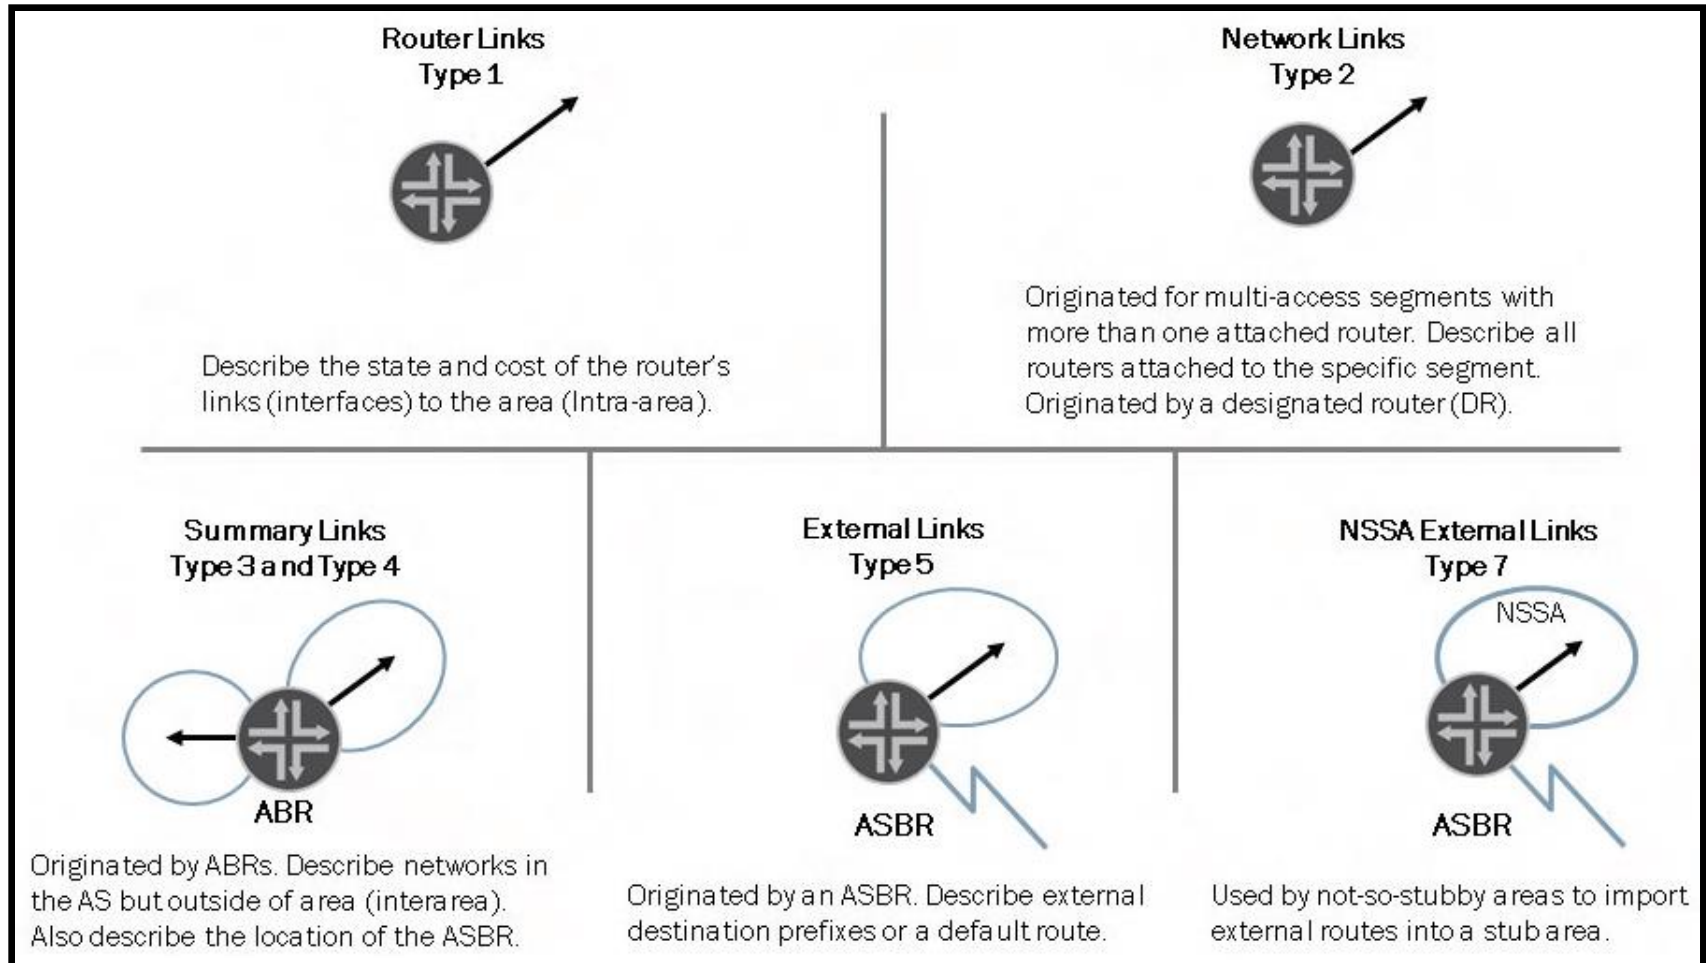 Router Links
Type 1
Network Links
Type 2
Describe the state and cost of the router's
links (interfaces) to the area (Intra-area).
Originated for multi-access segments with
more than one attached router. Describe all
routers attached to the specific segment.
Originated by a designated router (DR).
Summary Links
Type 3 and Type 4
ABR
Originated by ABRs. Describe networks in
the AS but outside of area (interarea).
Also describe the location of the ASBR.
External Links
Type 5
ASBR
Originated by an ASBR. Describe external
destination prefixes or a default route.
NSSA External Links
Type 7
NSSA
ASBR
Used by not-so-stubby areas to import
external routes into a stub area.